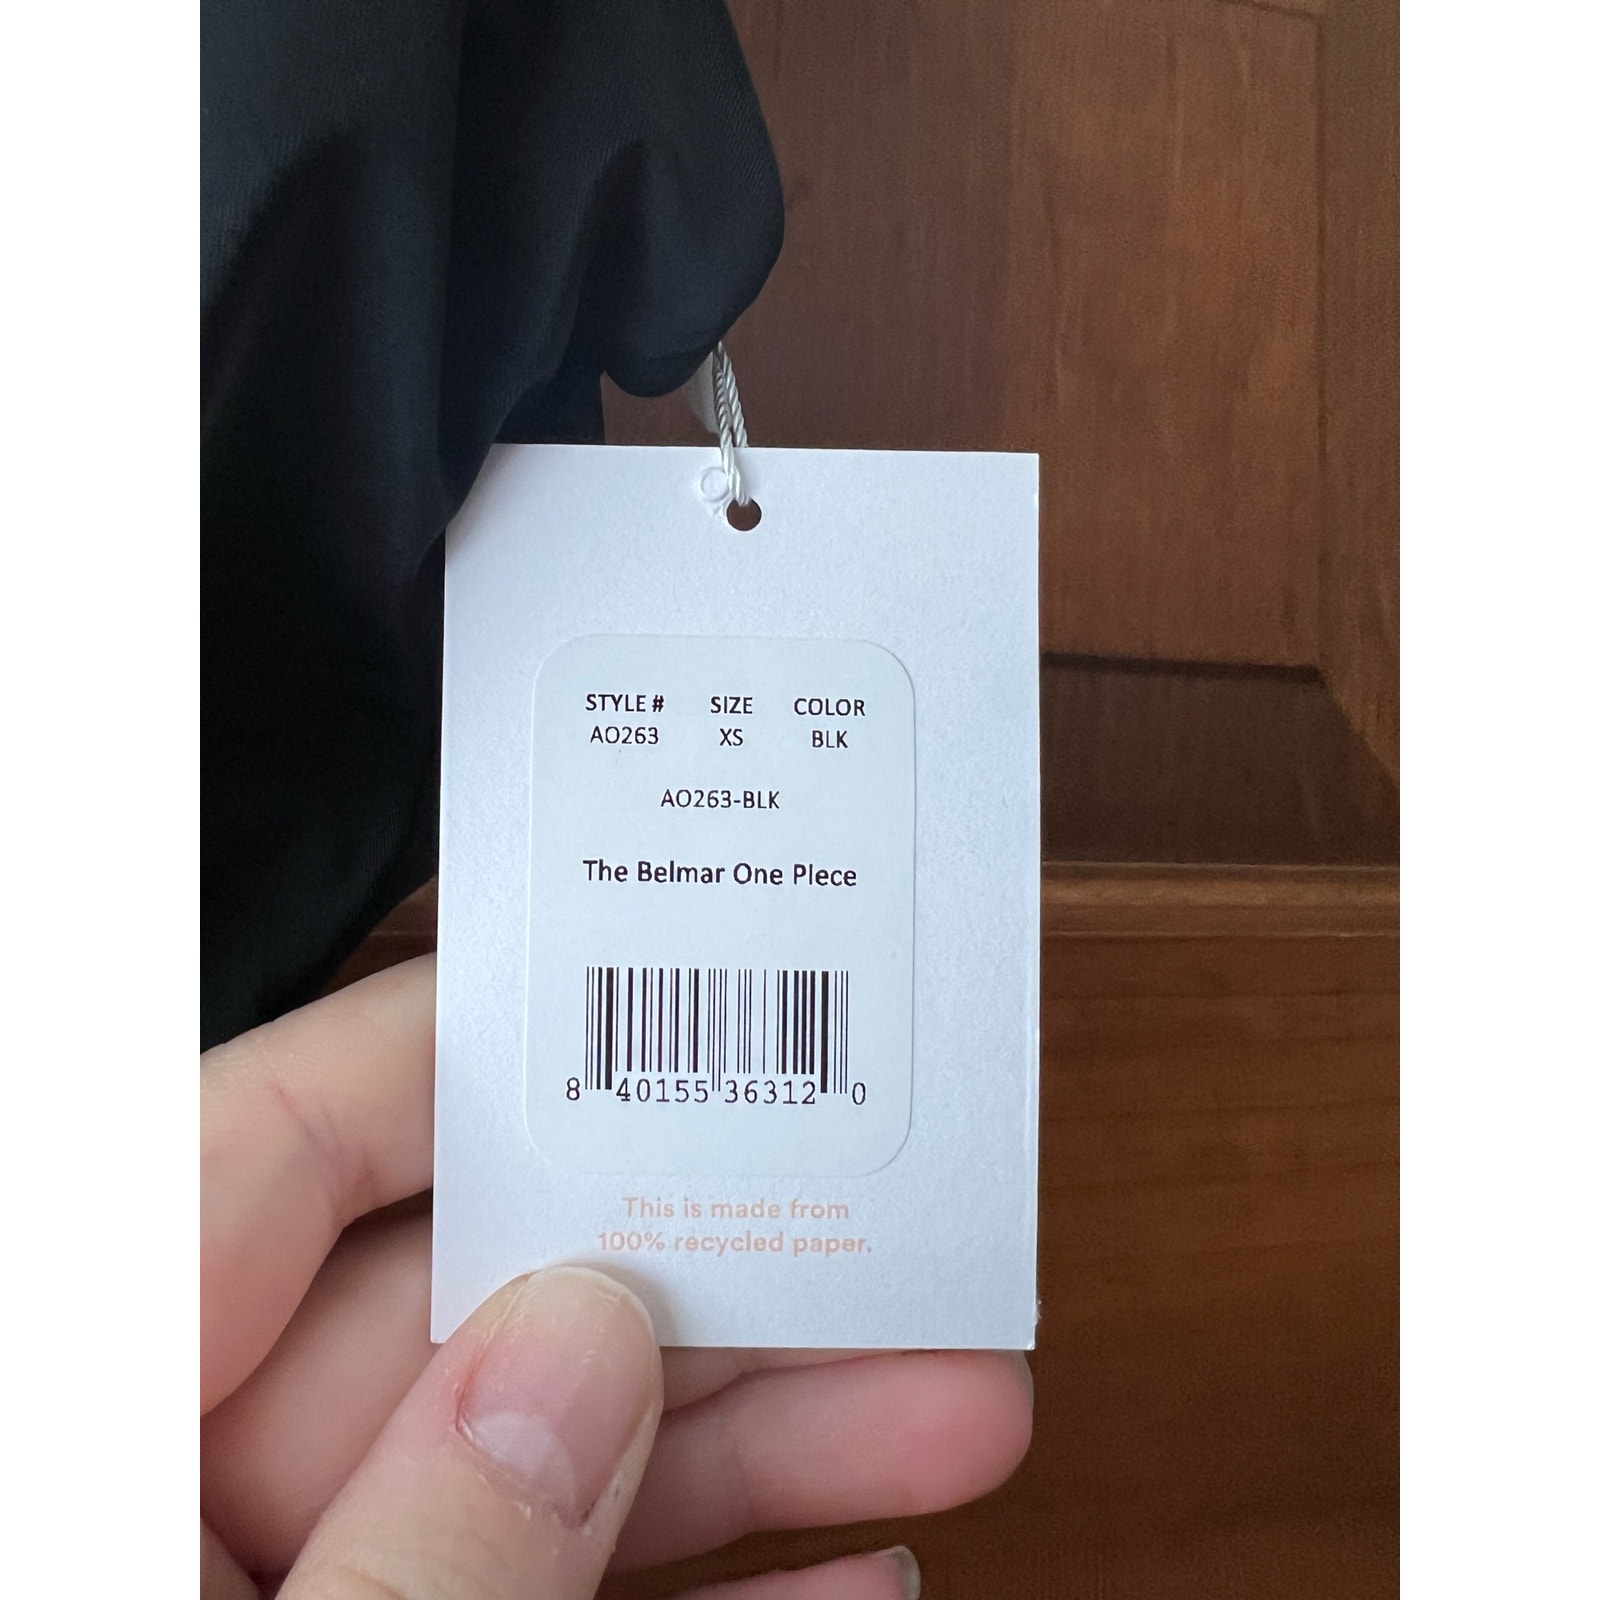 STYLE # SIZE COLOR
AO263 XS BLK
AO263-BLK
The Belmar One Piece
8 40155 36312 0
This is made from
100% recycled paper.